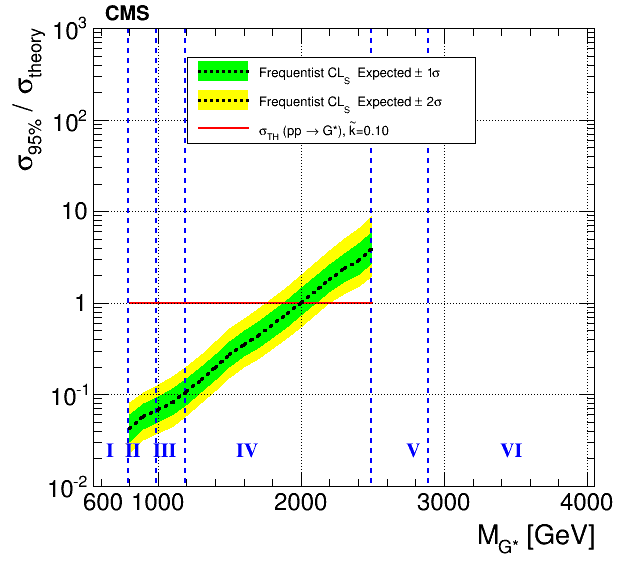 CMS
σ95% / σtheory
10³
10²
10
1
10⁻¹
10⁻²
Frequentist CLS Expected ± 1σ
Frequentist CLS Expected ± 2σ
σTH (pp → G*), k̃=0.10
I II III IV V VI
600 1000 2000 3000 4000
MG* [GeV]